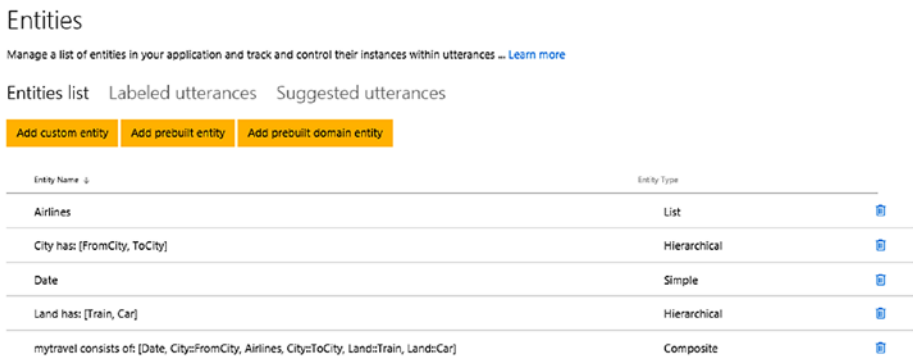 Entities
Manage a list of entities in your application and track and control their instances within utterances ... Learn more
Entities list Labeled utterances Suggested utterances
Add custom entity Add prebuilt entity Add prebuilt domain entity
Entity Name ↓ Entity Type
Airlines List
City has: [FromCity, ToCity] Hierarchical
Date Simple
Land has: [Train, Car] Hierarchical
mytravel consists of: [Date, City::FromCity, Airlines, City::ToCity, Land::Train, Land::Car] Composite